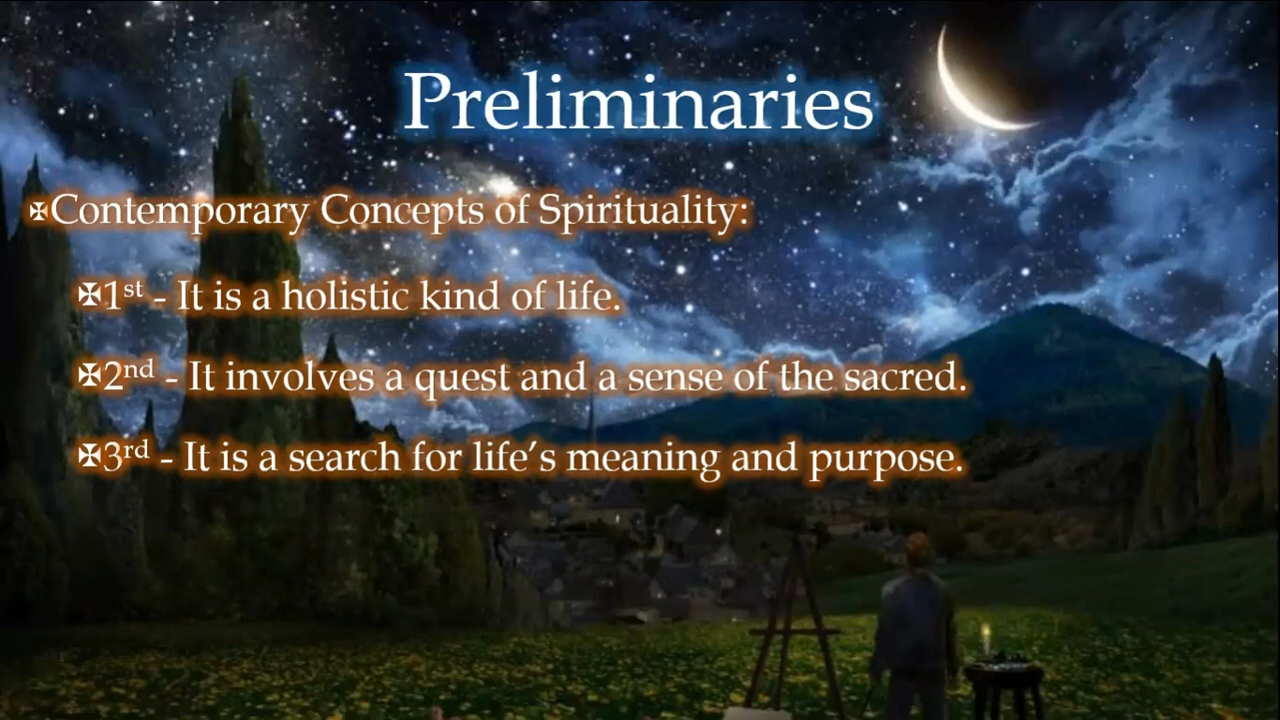 Preliminaries
✠Contemporary Concepts of Spirituality:
✠1st - It is a holistic kind of life.
✠2nd - It involves a quest and a sense of the sacred.
✠3rd - It is a search for life’s meaning and purpose.